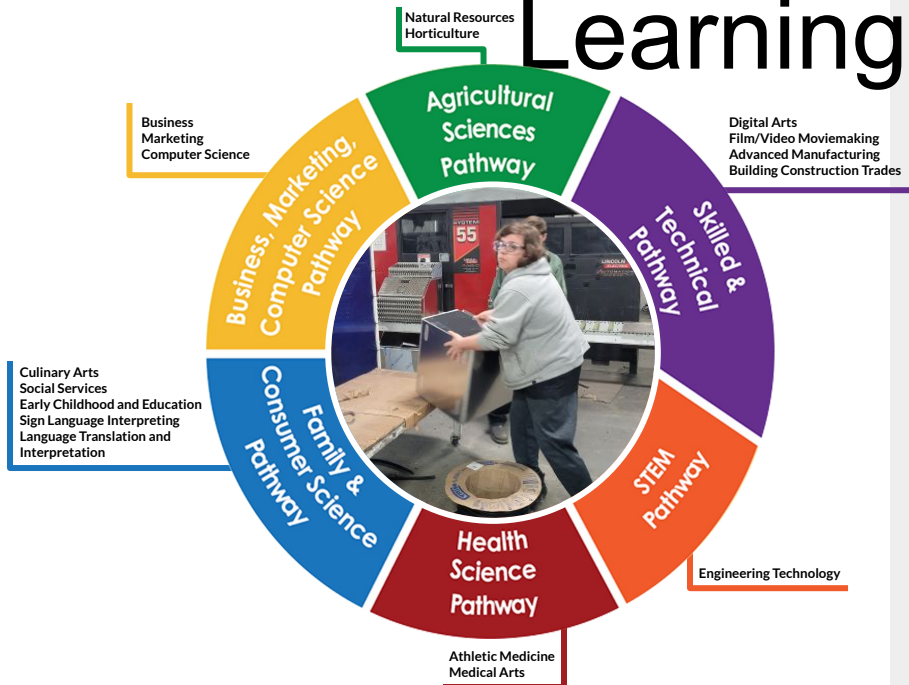 Learning
Natural Resources
Horticulture
Agricultural
Sciences
Pathway
Business
Marketing
Computer Science
Business, Marketing,
Computer Science
Pathway
Digital Arts
Film/Video Moviemaking
Advanced Manufacturing
Building Construction Trades
Skilled &
Technical
Pathway
SYSTEM
55
LINCOLN
Culinary Arts
Social Services
Early Childhood and Education
Sign Language Interpreting
Language Translation and
Interpretation
Family &
Consumer Science
Pathway
STEM
Pathway
Engineering Technology
Health
Science
Pathway
Athletic Medicine
Medical Arts